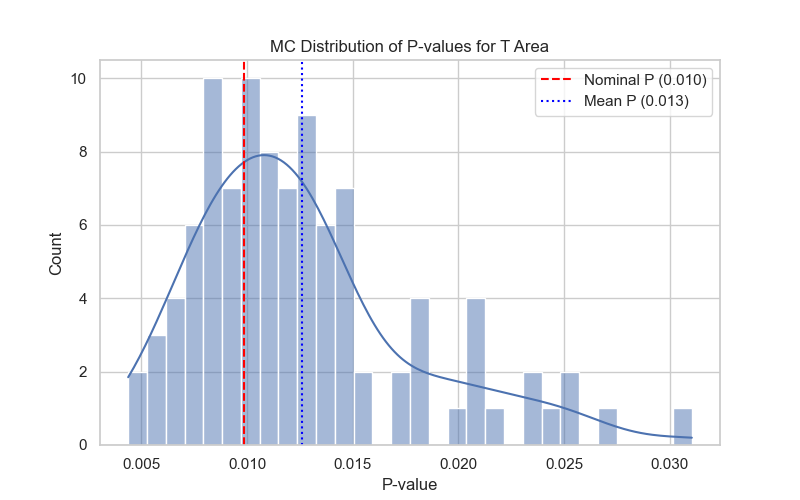 MC Distribution of P-values for T Area
Nominal P (0.010)
Mean P (0.013)
Count
10
8
6
4
2
0
0.005 0.010 0.015 0.020 0.025 0.030
P-value